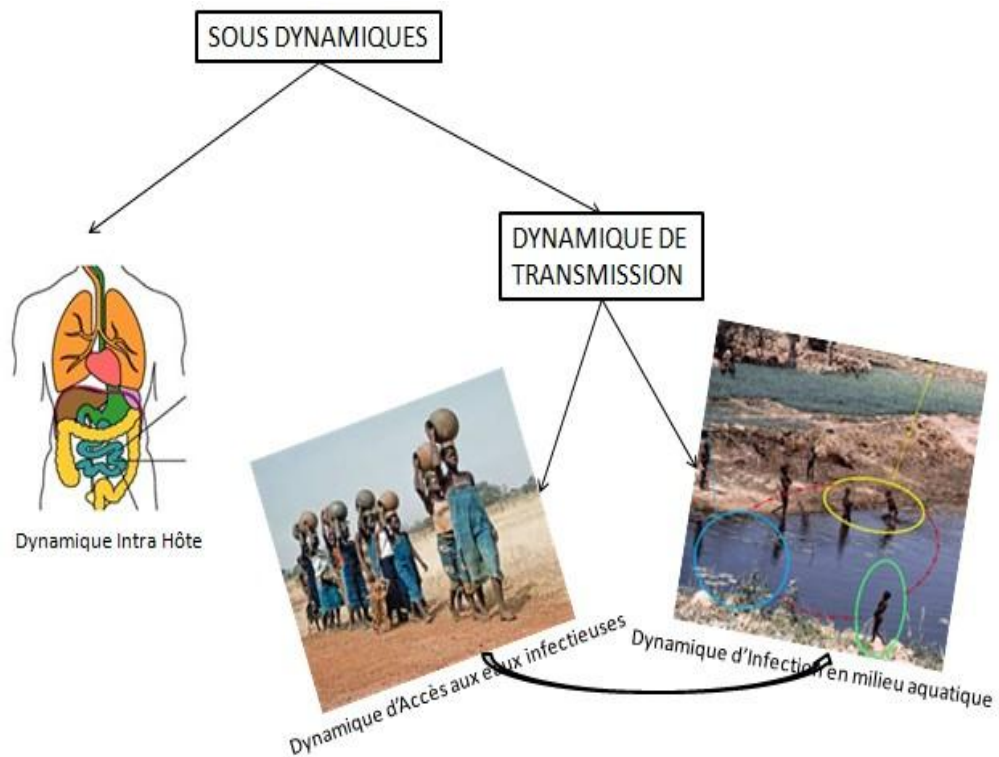 SOUS DYNAMIQUES
DYNAMIQUE DE
TRANSMISSION
Dynamique Intra Hôte
Dynamique d'Accès aux eaux infectieuses
Dynamique d'Infection en milieu aquatique